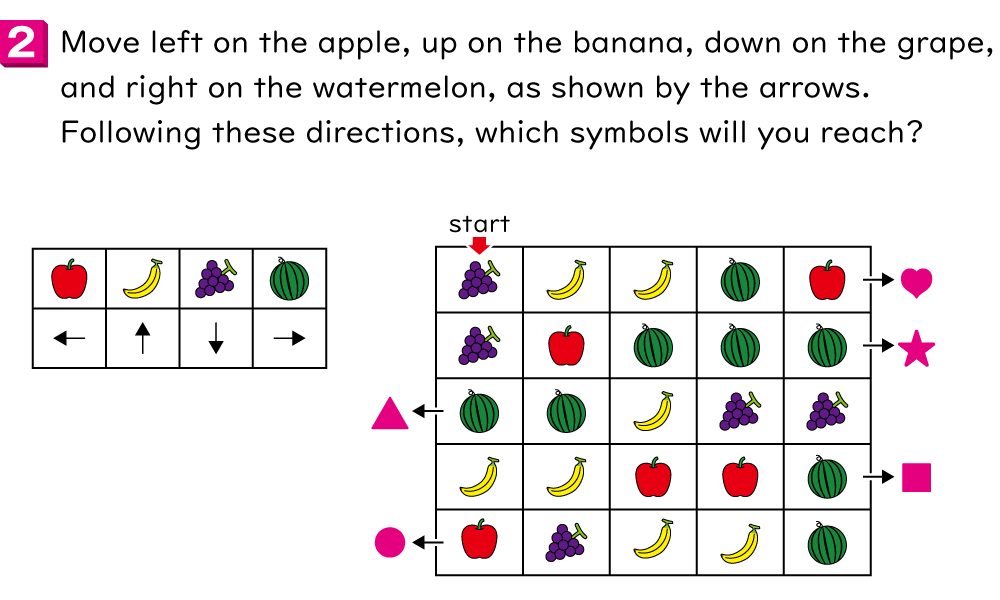 2 Move left on the apple, up on the banana, down on the grape,
and right on the watermelon, as shown by the arrows.
Following these directions, which symbols will you reach?
start